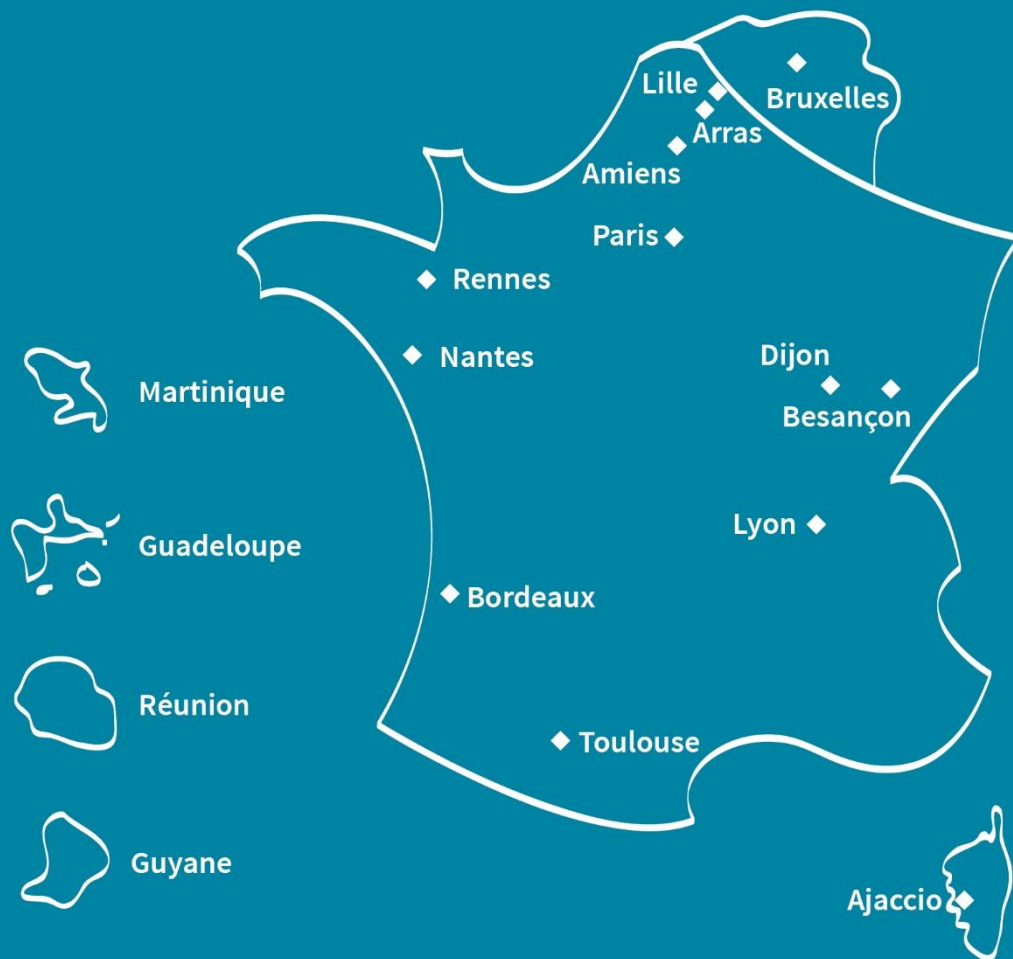 Lille
Bruxelles
Arras
Amiens
Paris
Rennes
Nantes
Dijon
Besançon
Martinique
Lyon
Guadeloupe
Bordeaux
Réunion
Toulouse
Guyane
Ajaccio